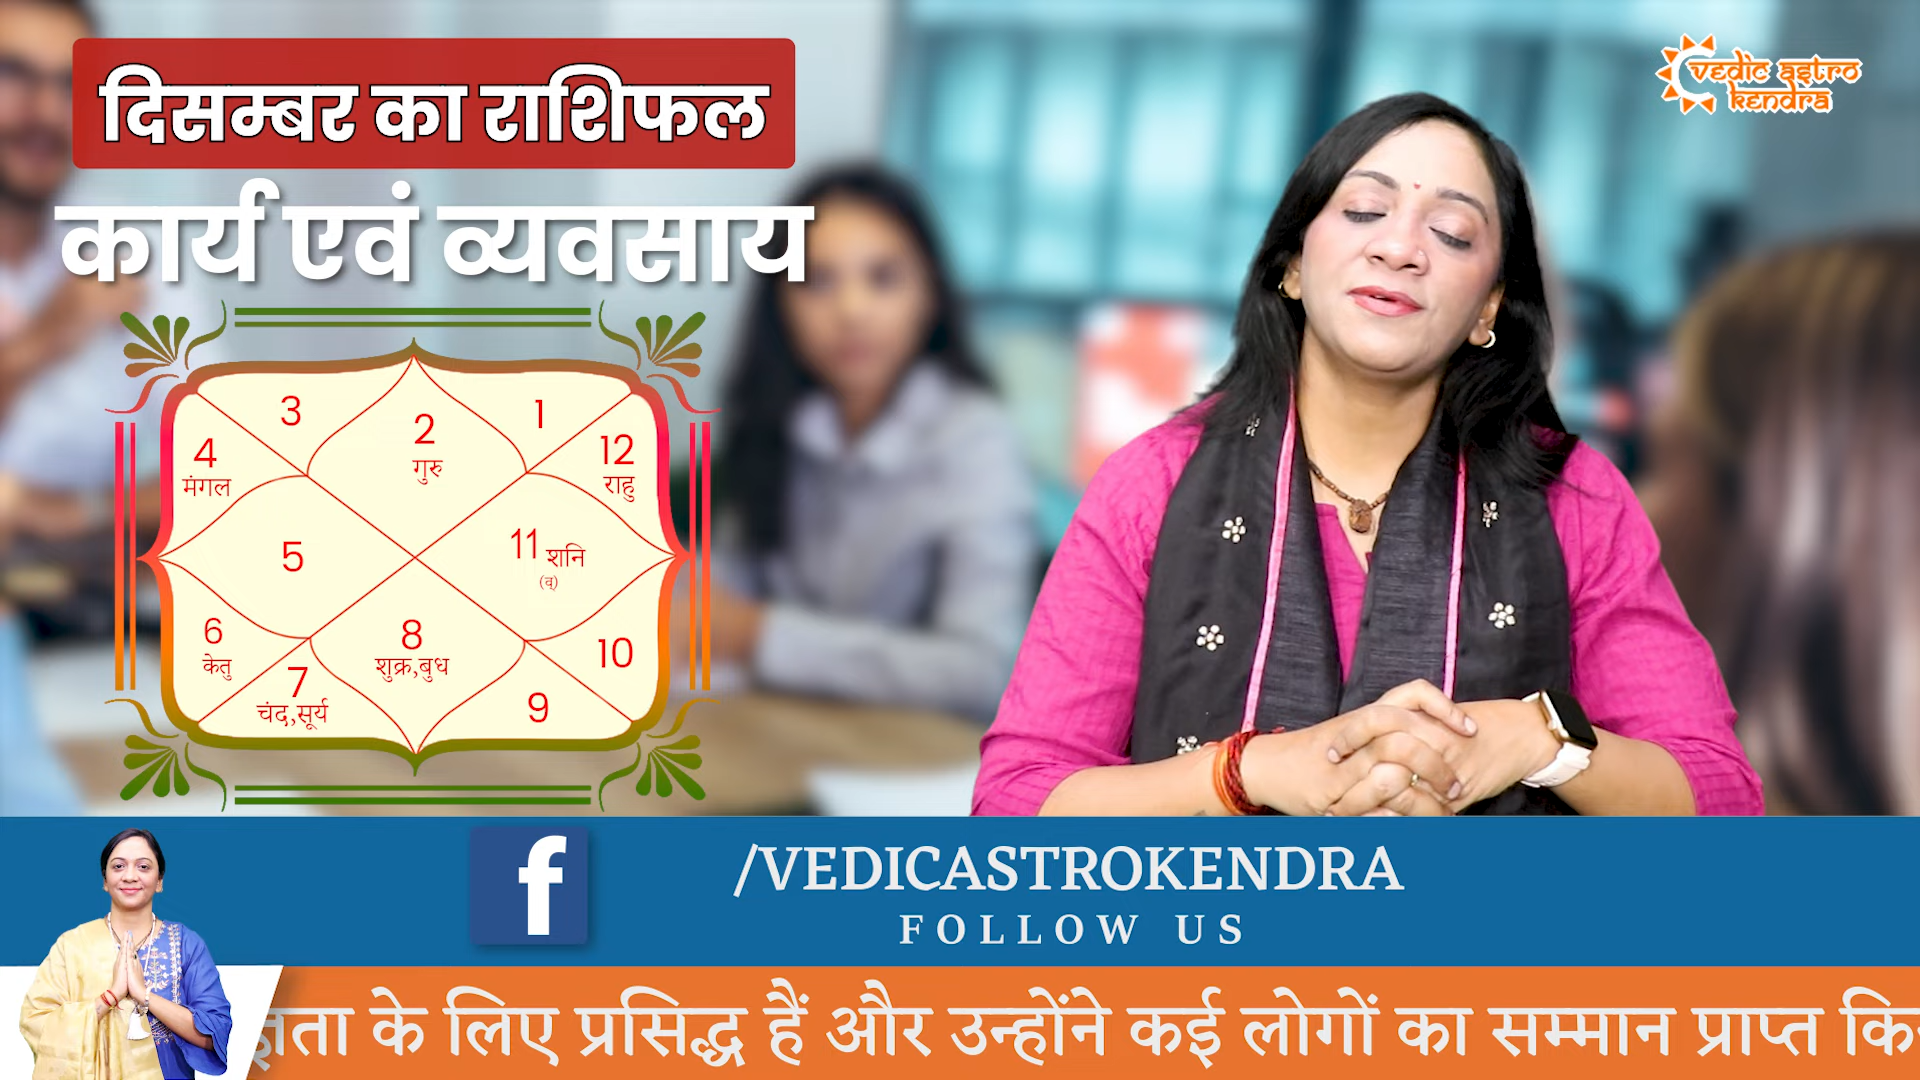 दिसम्बर का राशिफल
vedic astro
kendra
कार्य एवं व्यवसाय
3
2
गुरु
1
4
मंगल
12
राहु
5
11 शनि
(व)
6
केतु
7
चंद,सूर्य
8
शुक्र,बुध
9
10
f
/VEDICASTROKENDRA
FOLLOW US
के लिए प्रसिद्ध हैं और उन्होंने कई लोगों का सम्मान प्राप्त